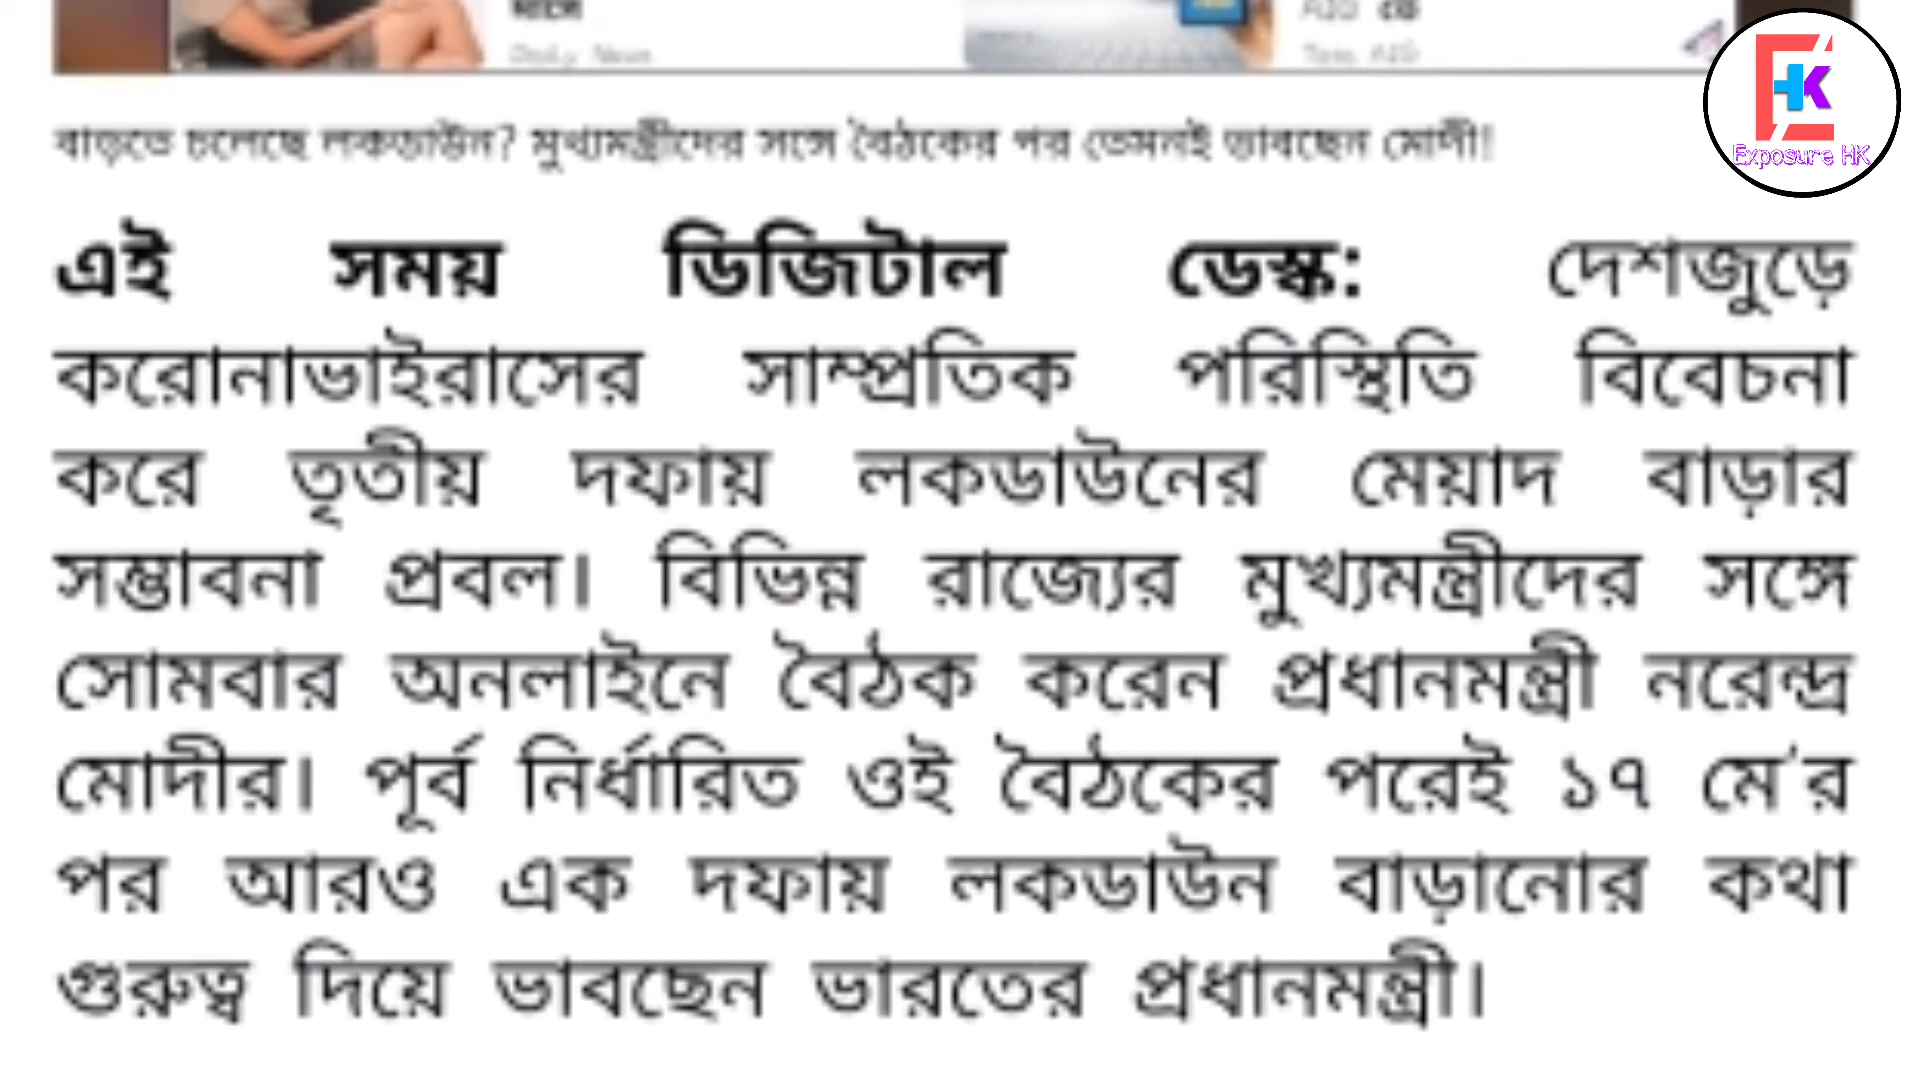 Daily News
বাড়তে চলেছে লকডাউন? মুখ্যমন্ত্রীদের সঙ্গে বৈঠকের পর তেমনই ভাবছেন মোদী!
Exposure HK
এই সময় ডিজিটাল ডেস্ক: দেশজুড়ে
করোনাভাইরাসের সাম্প্রতিক পরিস্থিতি বিবেচনা
করে তৃতীয় দফায় লকডাউনের মেয়াদ বাড়ার
সম্ভাবনা প্রবল। বিভিন্ন রাজ্যের মুখ্যমন্ত্রীদের সঙ্গে
সোমবার অনলাইনে বৈঠক করেন প্রধানমন্ত্রী নরেন্দ্র
মোদীর। পূর্ব নির্ধারিত ওই বৈঠকের পরেই ১৭ মে'র
পর আরও এক দফায় লকডাউন বাড়ানোর কথা
গুরুত্ব দিয়ে ভাবছেন ভারতের প্রধানমন্ত্রী।